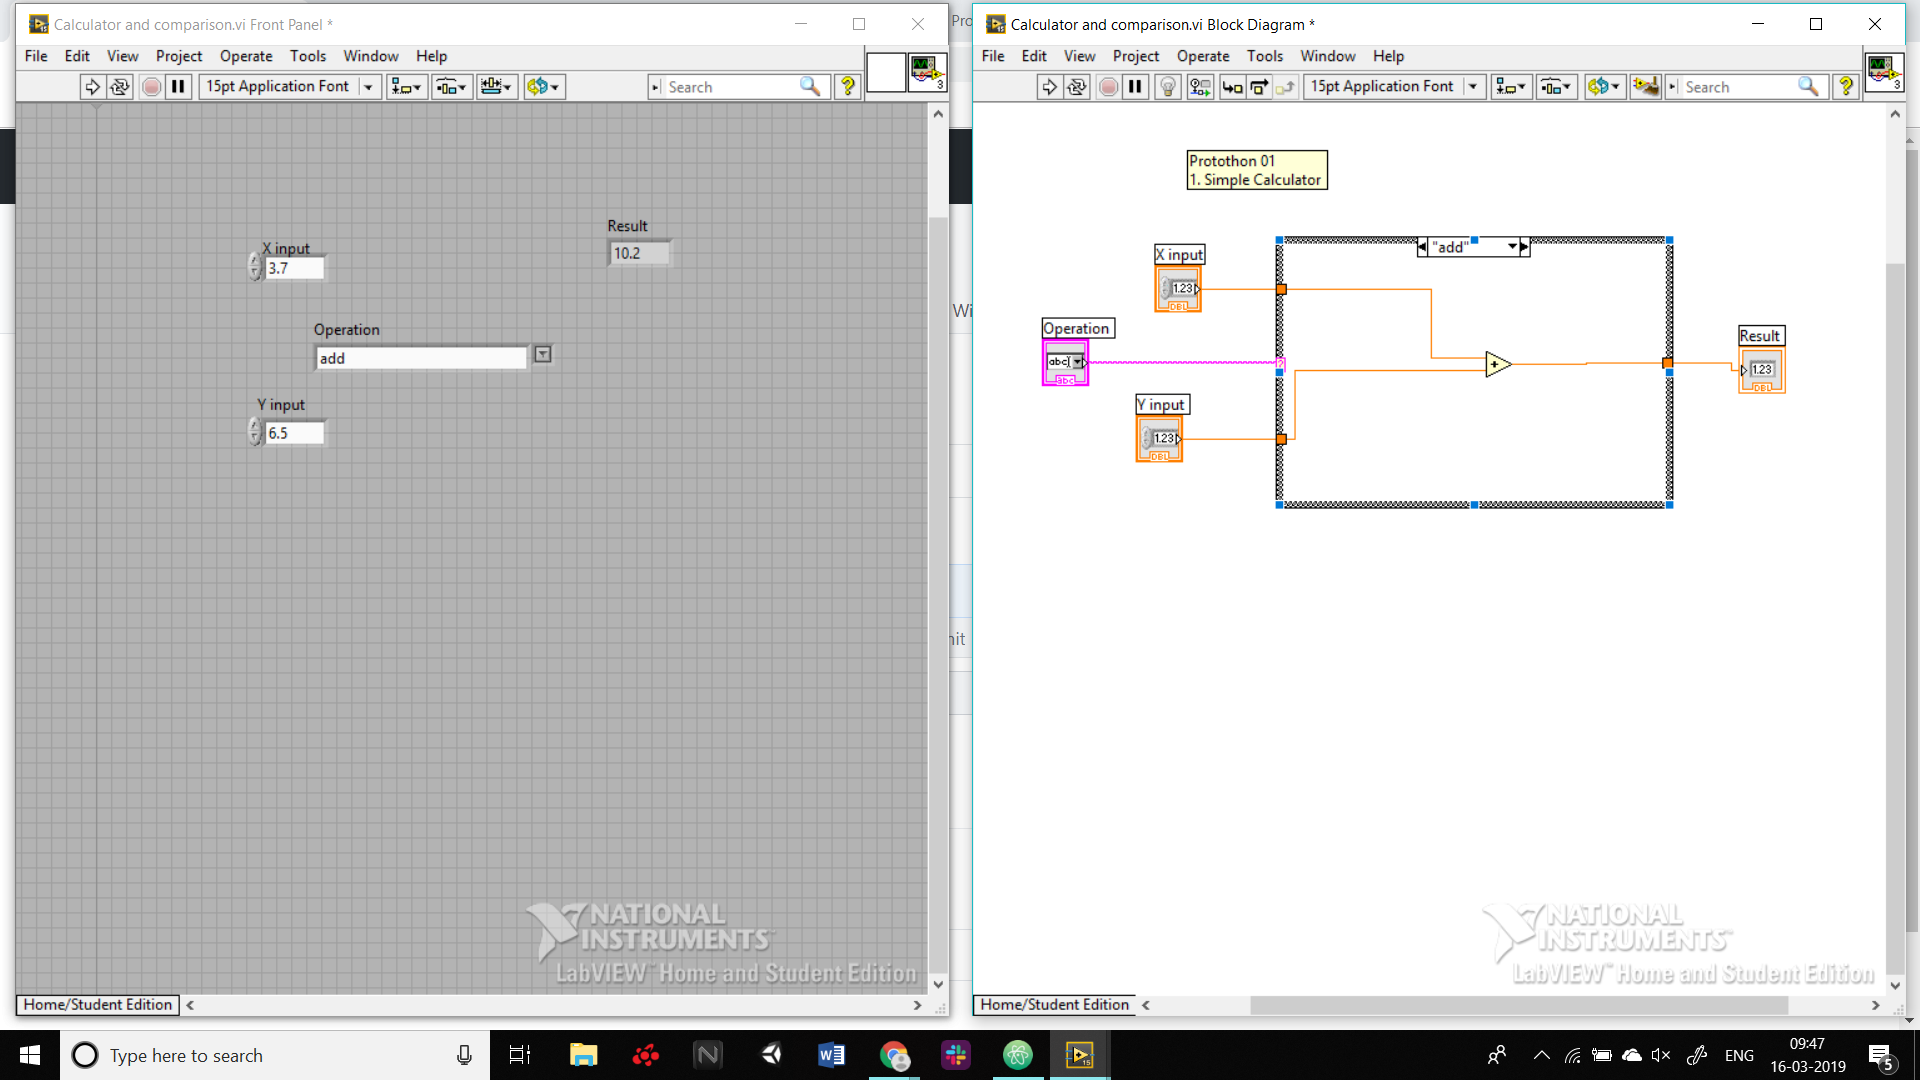 Calculator and comparison.vi Front Panel *
File Edit View Project Operate Tools Window Help
15pt Application Font
Search
3
X input
3.7
Result
10.2
Operation
add
Y input
6.5
NATIONAL
INSTRUMENTS
LabVIEW™ Home and Student Edition
Home/Student Edition
Pro
Wi
nit
Calculator and comparison.vi Block Diagram *
File Edit View Project Operate Tools Window Help
15pt Application Font
Search
3
Protothon 01
1. Simple Calculator
"add"
X input
1.23
DBL
Operation
abc
abc
Y input
1.23
DBL
Result
1.23
DBL
NATIONAL
INSTRUMENTS
LabVIEW™ Home and Student Edition
Home/Student Edition
Type here to search
ENG
09:47
16-03-2019
5